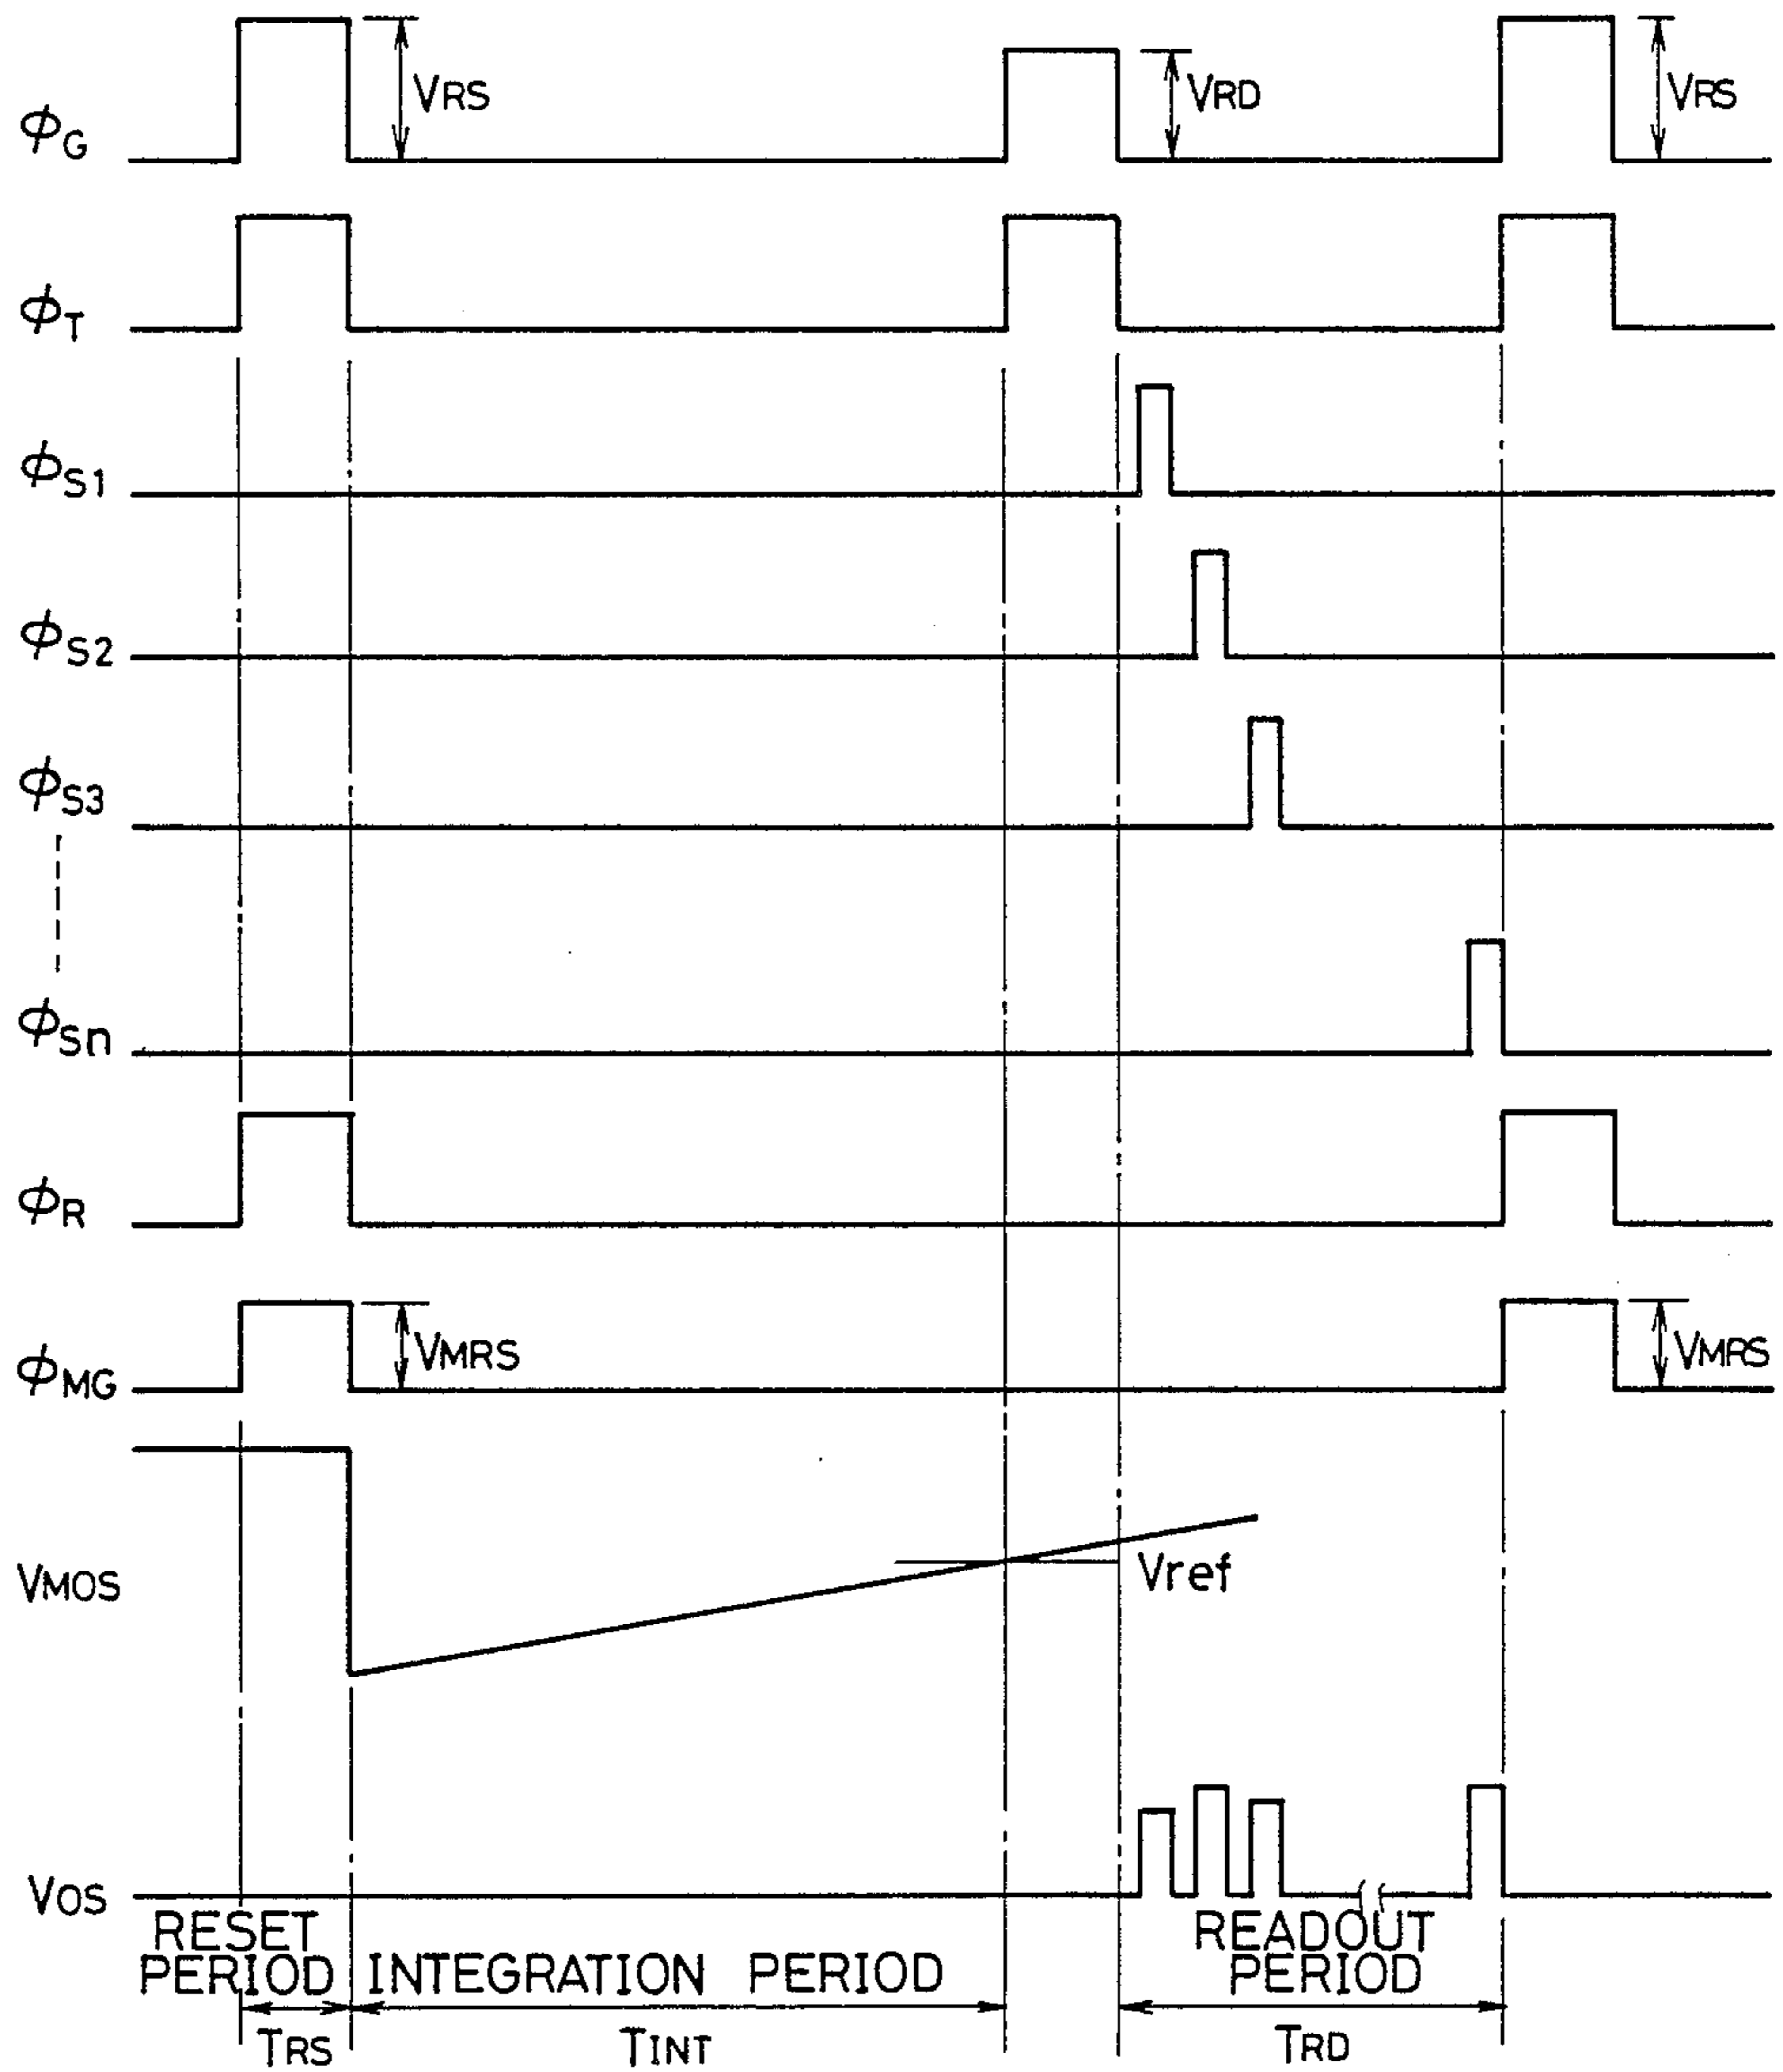 VRS VRD VRS
φG
φT
φS1
φS2
φS3
φSn
φR
VMRS VMRS
φMG
VMOS Vref
VOS
RESET PERIOD INTEGRATION PERIOD READOUT PERIOD
TRS TINT TRD